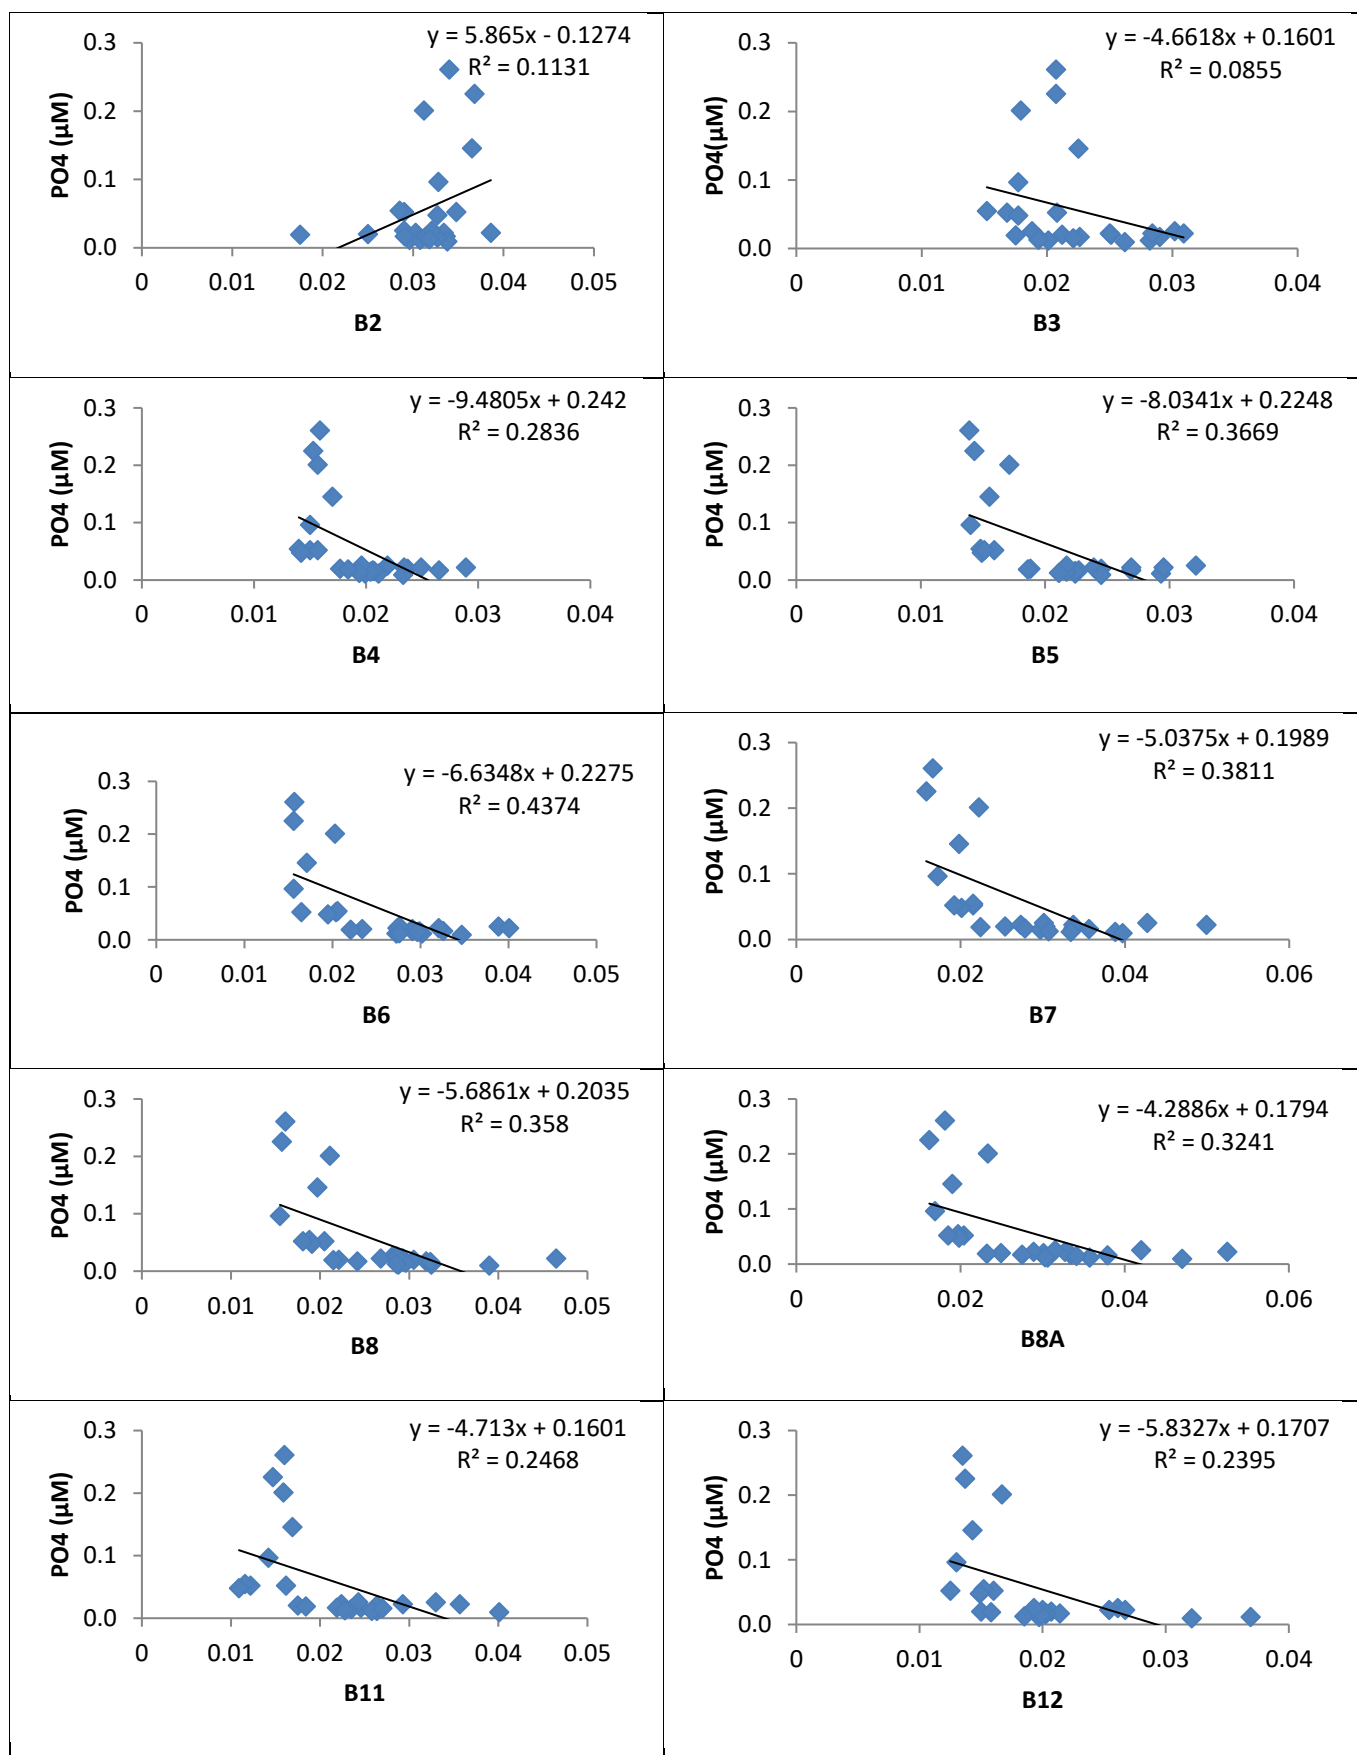 y = 5.865x - 0.1274
R² = 0.1131
0.3
0.2
0.1
0.0
PO4 (µM)
0 0.01 0.02 0.03 0.04 0.05
B2
y = -4.6618x + 0.1601
R² = 0.0855
0.3
0.2
0.1
0.0
PO4(µM)
0 0.01 0.02 0.03 0.04
B3
y = -9.4805x + 0.242
R² = 0.2836
0.3
0.2
0.1
0.0
PO4 (µM)
0 0.01 0.02 0.03 0.04
B4
y = -8.0341x + 0.2248
R² = 0.3669
0.3
0.2
0.1
0.0
PO4 (µM)
0 0.01 0.02 0.03 0.04
B5
y = -6.6348x + 0.2275
R² = 0.4374
0.3
0.2
0.1
0.0
PO4 (µM)
0 0.01 0.02 0.03 0.04 0.05
B6
y = -5.0375x + 0.1989
R² = 0.3811
0.3
0.2
0.1
0.0
PO4 (µM)
0 0.02 0.04 0.06
B7
y = -5.6861x + 0.2035
R² = 0.358
0.3
0.2
0.1
0.0
PO4 (µM)
0 0.01 0.02 0.03 0.04 0.05
B8
y = -4.2886x + 0.1794
R² = 0.3241
0.3
0.2
0.1
0.0
PO4 (µM)
0 0.02 0.04 0.06
B8A
y = -4.713x + 0.1601
R² = 0.2468
0.3
0.2
0.1
0.0
PO4 (µM)
0 0.01 0.02 0.03 0.04 0.05
B11
y = -5.8327x + 0.1707
R² = 0.2395
0.3
0.2
0.1
0.0
PO4 (µM)
0 0.01 0.02 0.03 0.04
B12